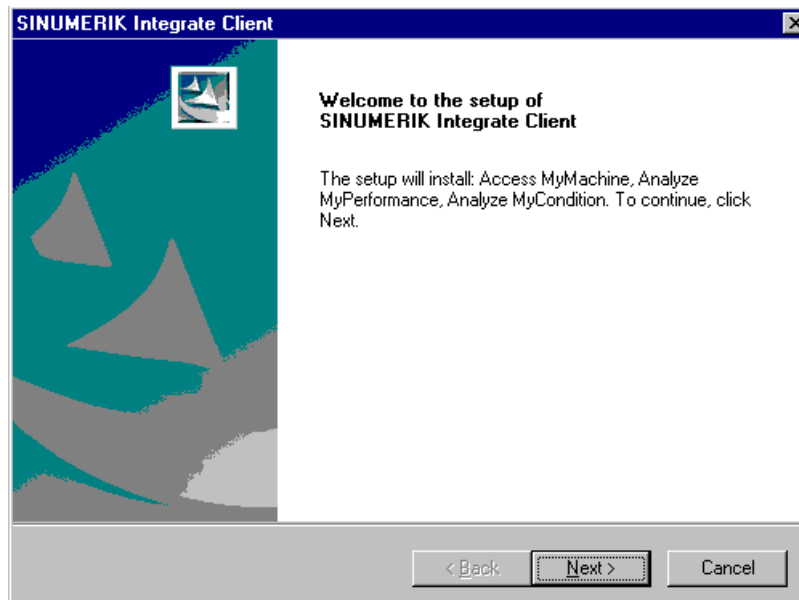 SINUMERIK Integrate Client
Welcome to the setup of
SINUMERIK Integrate Client
The setup will install: Access MyMachine, Analyze
MyPerformance, Analyze MyCondition. To continue, click
Next.
< Back
Next >
Cancel